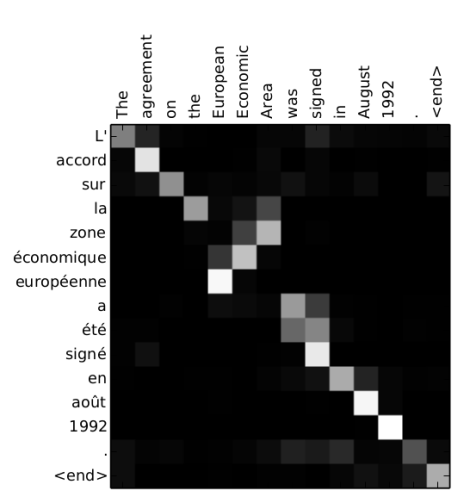 The agreement on the European Economic Area was signed in August 1992 . <end>
L'
accord
sur
la
zone
économique
européenne
a
été
signé
en
août
1992
.
<end>